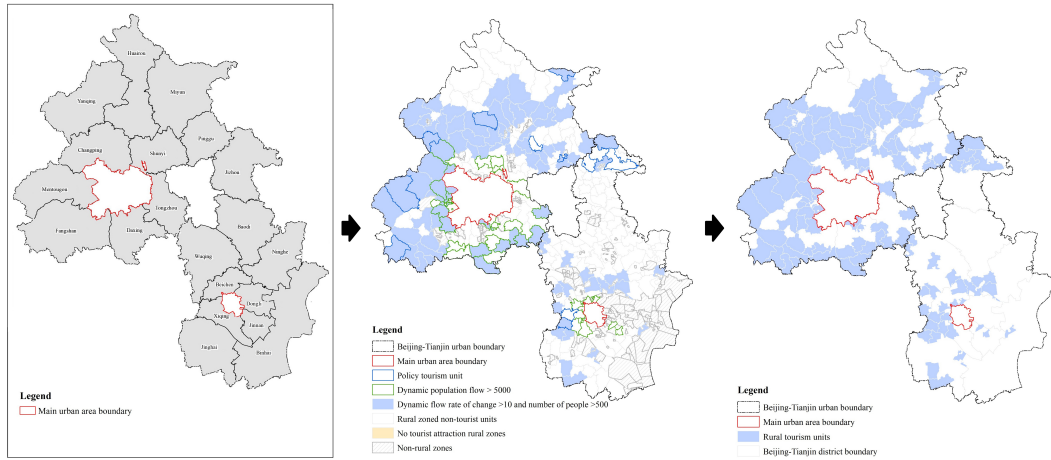 Huairou
Miyun
Yanqing
Pinggu
Changping
Shunyi
Jizhou
Mentougou
Tongzhou
Fangshan
Daxing
Baodi
Wuqing
Ninghe
Beichen
Dongli
Xiqing
Jinnan
Jinghai
Binhai
Legend
Main urban area boundary
Legend
Beijing-Tianjin urban boundary
Main urban area boundary
Policy tourism unit
Dynamic population flow > 5000
Dynamic flow rate of change >10 and number of people >500
Rural zoned non-tourist units
No tourist attraction rural zones
Non-rural zones
Legend
Beijing-Tianjin urban boundary
Main urban area boundary
Rural tourism units
Beijing-Tianjin district boundary